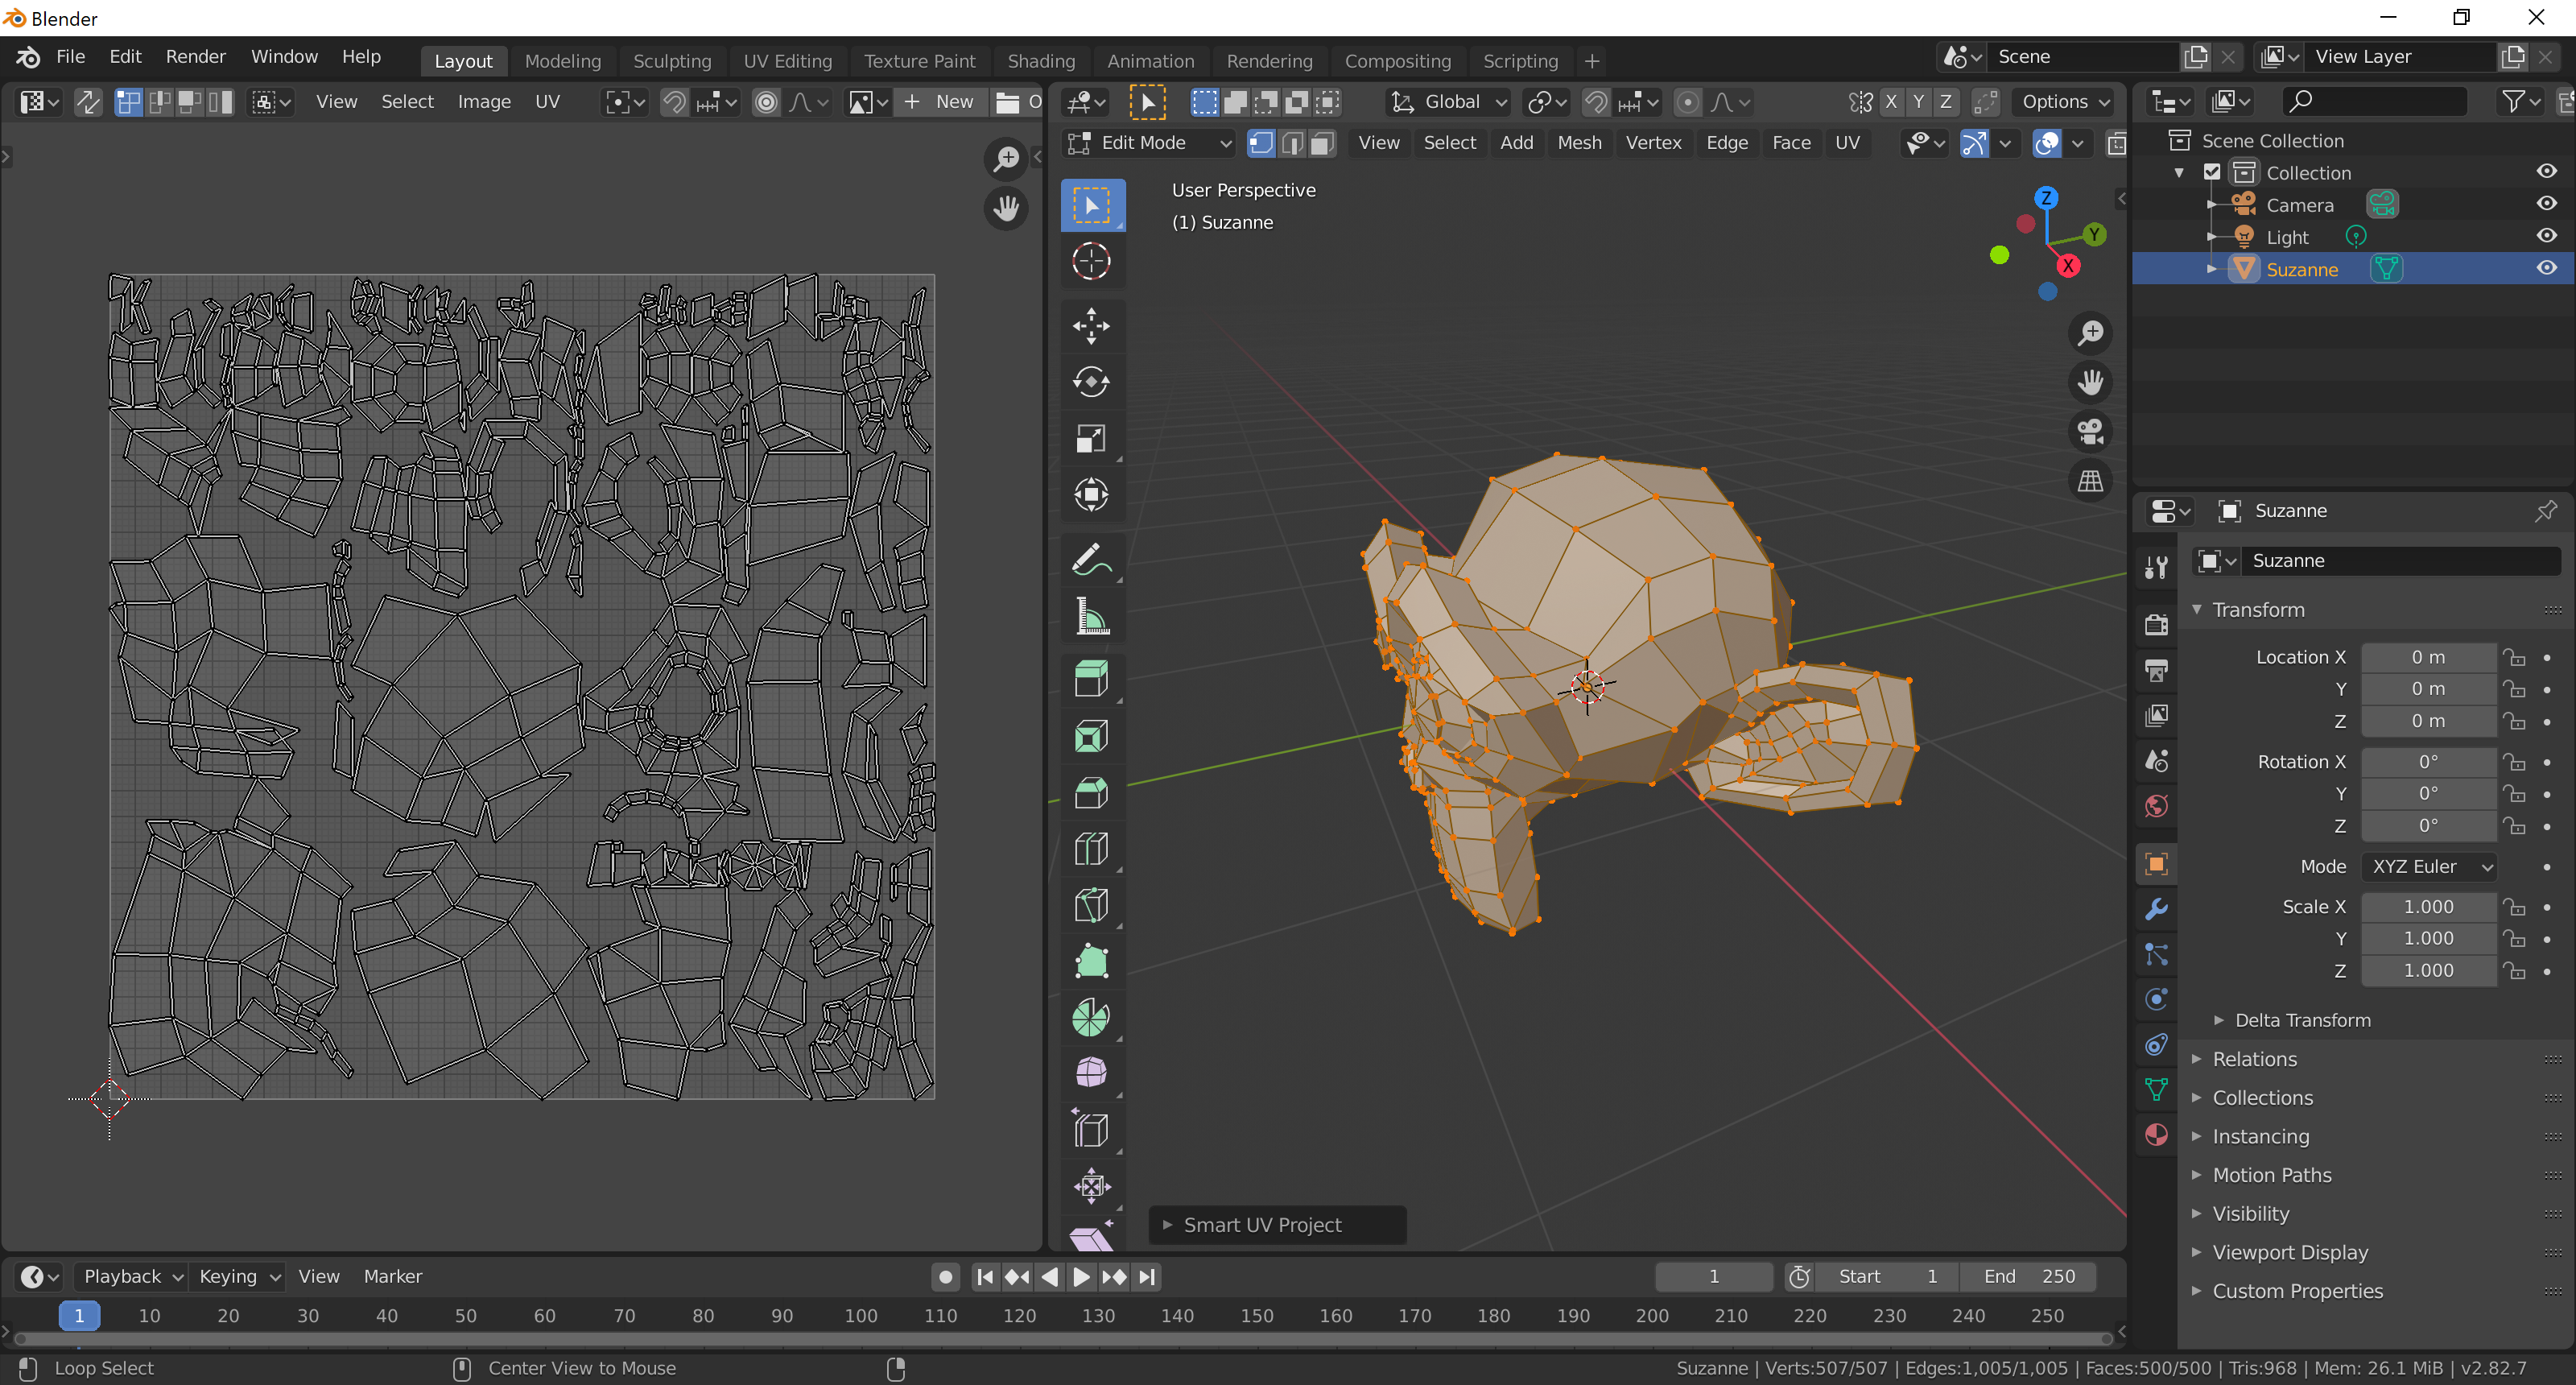 Blender
File Edit Render Window Help Layout Modeling Sculpting UV Editing Texture Paint Shading Animation Rendering Compositing Scripting + Scene View Layer
View Select Image UV + New O
Global X Y Z Options
Edit Mode View Select Add Mesh Vertex Edge Face UV
User Perspective
(1) Suzanne
Z
Y
X
Scene Collection
Collection
Camera
Light
Suzanne
Suzanne
Suzanne
Transform
Location X 0 m
Y 0 m
Z 0 m
Rotation X 0°
Y 0°
Z 0°
Mode XYZ Euler
Scale X 1.000
Y 1.000
Z 1.000
Delta Transform
Relations
Collections
Instancing
Motion Paths
Visibility
Viewport Display
Custom Properties
Smart UV Project
Playback Keying View Marker 1 Start 1 End 250
1 10 20 30 40 50 60 70 80 90 100 110 120 130 140 150 160 170 180 190 200 210 220 230 240 250
Loop Select Center View to Mouse Suzanne | Verts:507/507 | Edges:1,005/1,005 | Faces:500/500 | Tris:968 | Mem: 26.1 MiB | v2.82.7